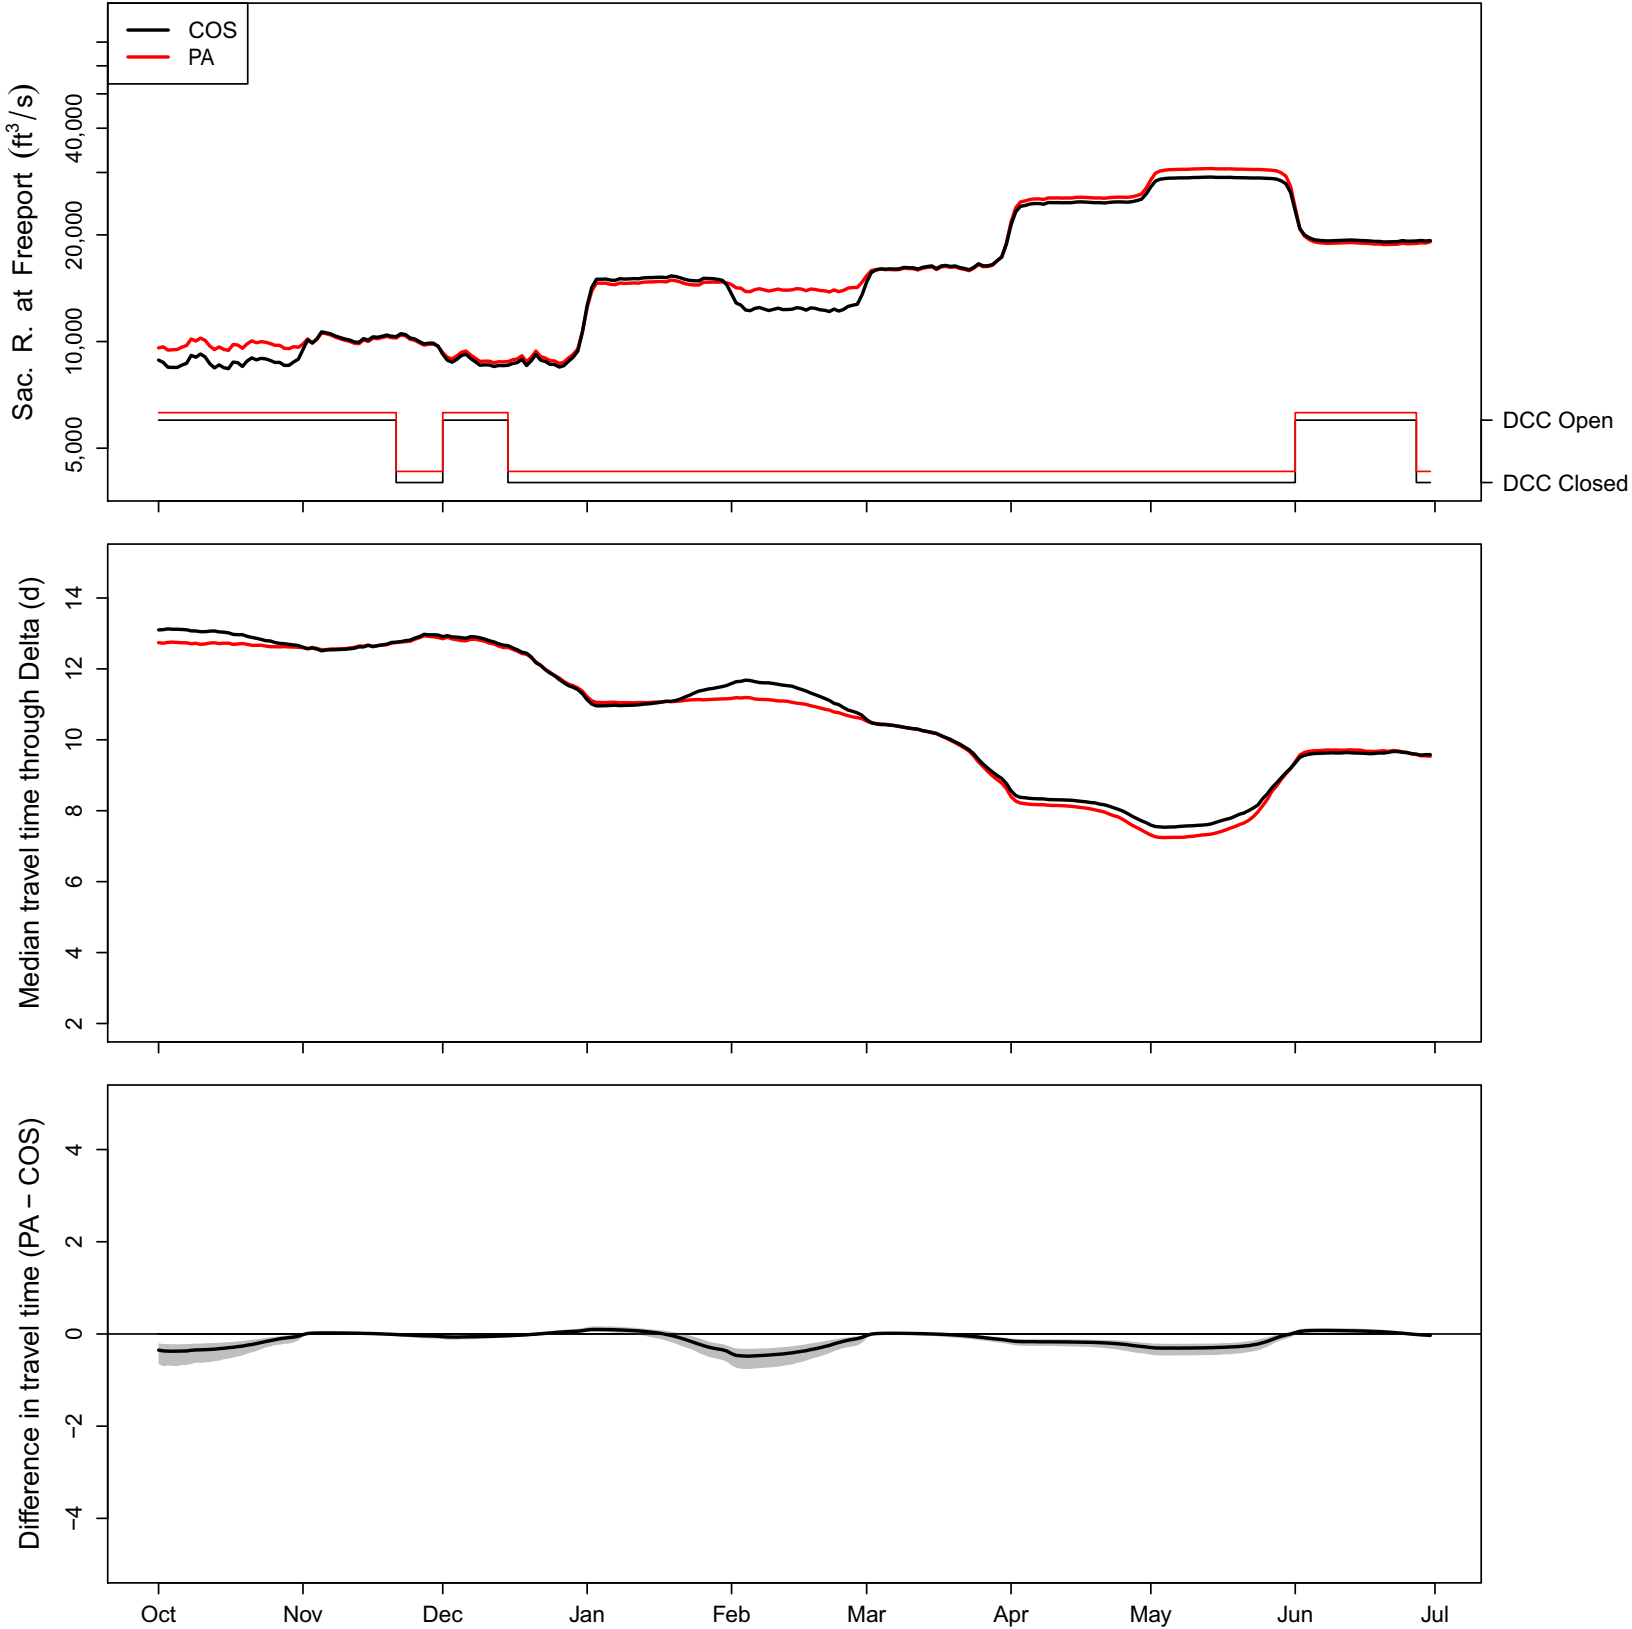 COS
PA
Sac. R. at Freeport (ft³/s)
40,000
20,000
10,000
5,000
DCC Open
DCC Closed
Median travel time through Delta (d)
14
12
10
8
6
4
2
Difference in travel time (PA − COS)
4
2
0
−2
−4
Oct Nov Dec Jan Feb Mar Apr May Jun Jul